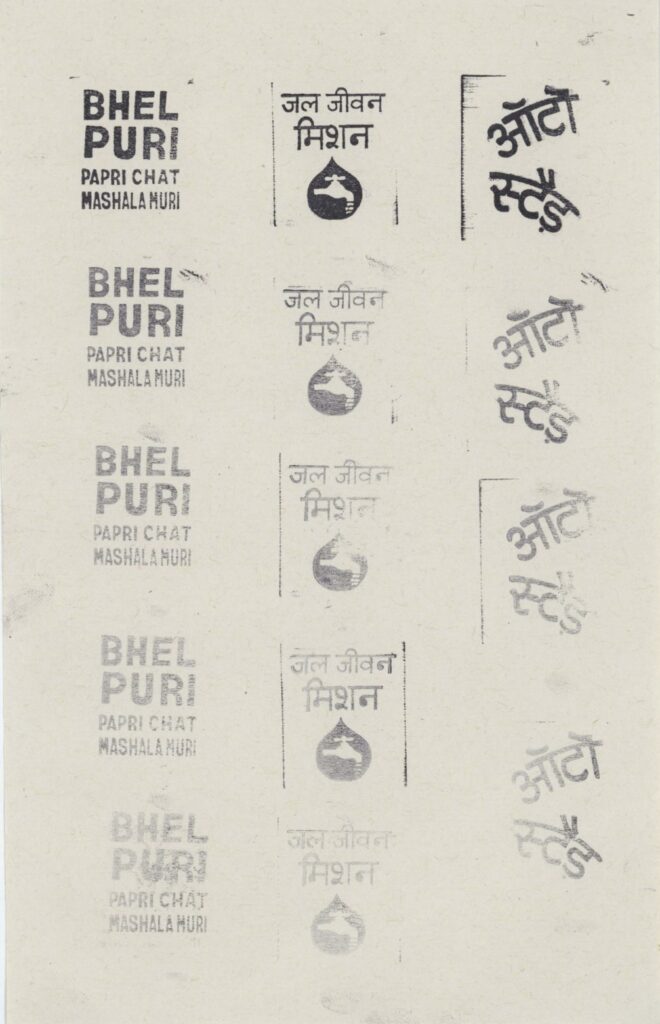 BHEL
PURI
PAPRI CHAT
MASHALA MURI
BHEL
PURI
PAPRI CHAT
MASHALA MURI
BHEL
PURI
PAPRI CHAT
MASHALA MURI
BHEL
PURI
PAPRI CHAT
MASHALA MURI
BHEL
PURI
PAPRI CHAT
MASHALA MURI
जल जीवन
मिशन
जल जीवन
मिशन
जल जीवन
मिशन
जल जीवन
मिशन
जल जीवन
मिशन
ऑटो
स्टैंड
ऑटो
स्टैंड
ऑटो
स्टैंड
ऑटो
स्टैंड